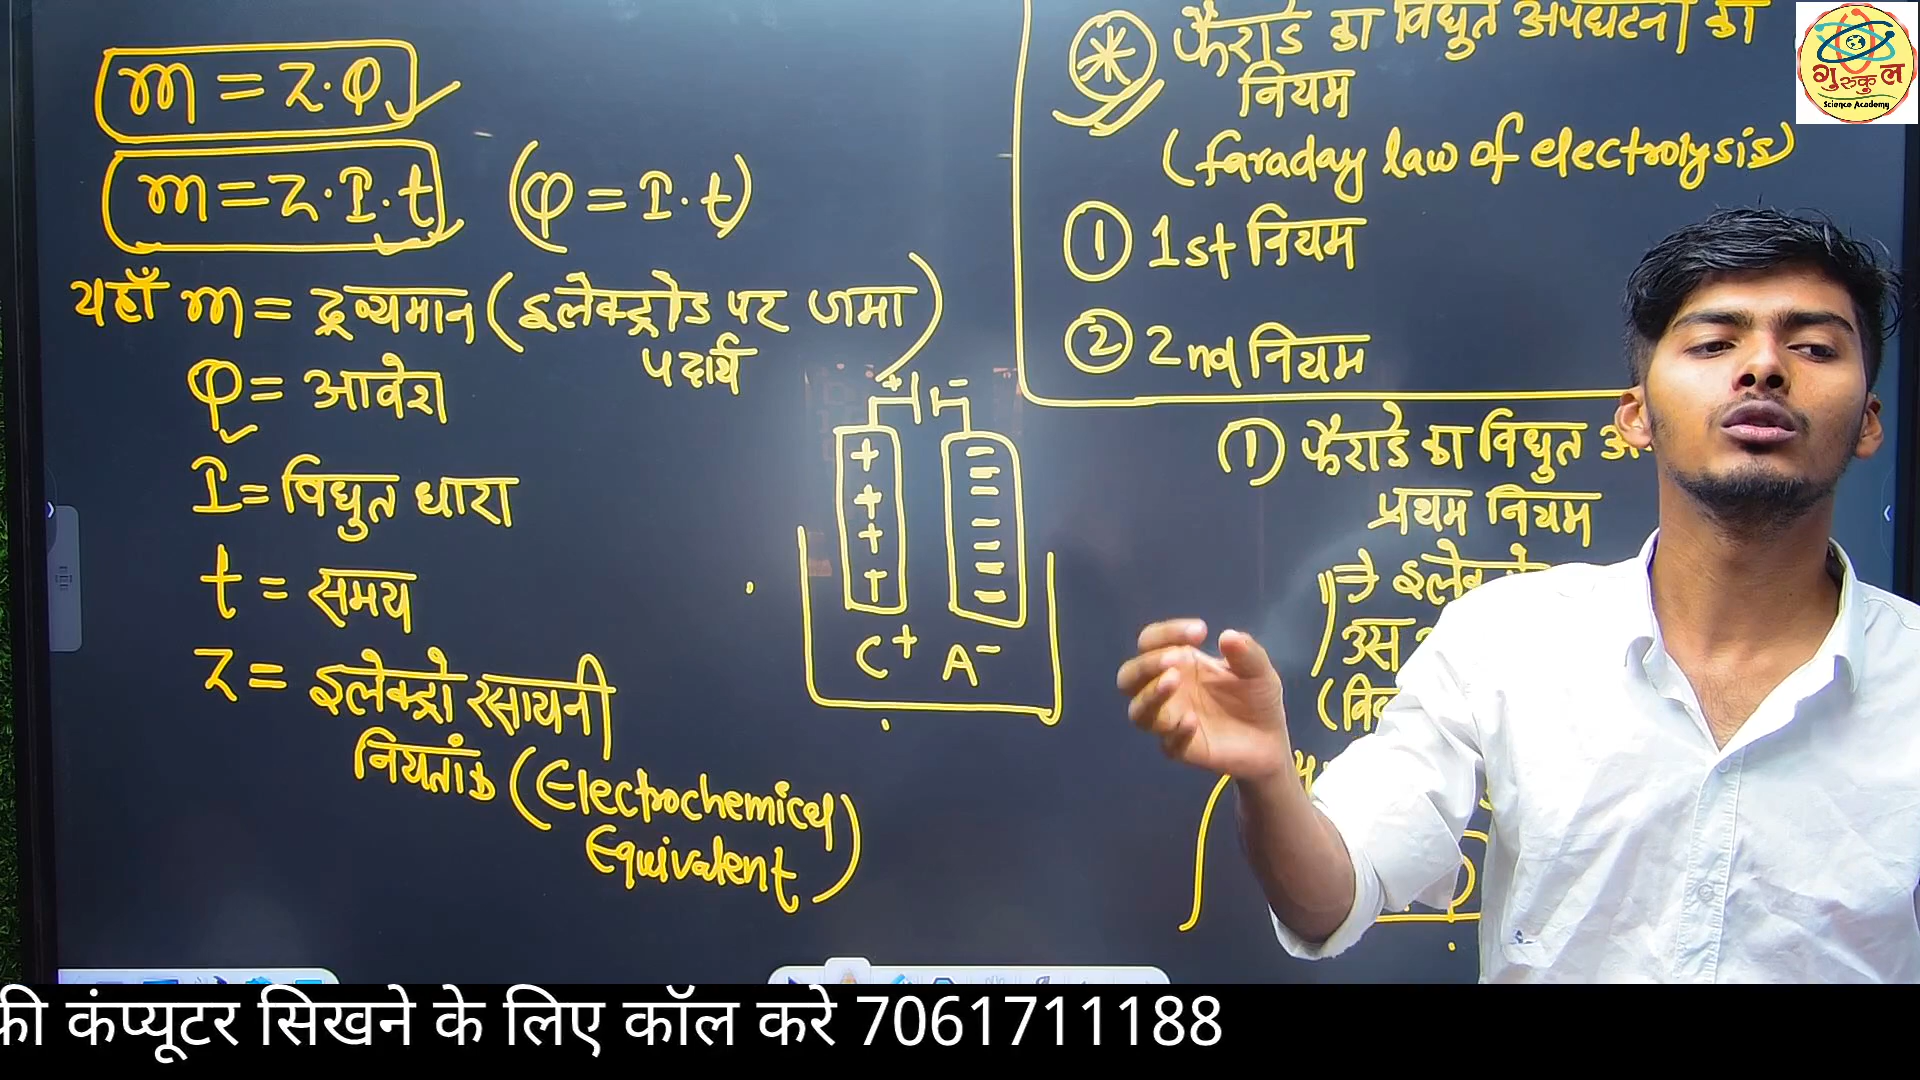 m = Z·Q
m = Z·I·t (φ = I·t)
यहाँ m = द्रव्यमान (इलेक्ट्रोड पर जमा पदार्थ)
φ = आवेश
I = विद्युत धारा
t = समय
Z = इलेक्ट्रो रसायनी
नियतांक (Electrochemical
Equivalent)
+ -
+ -
+ -
+ -
+ -
-
C+ A-
फैराडे का विद्युत अपघटन का
नियम
(faraday law of electrolysis)
① 1st नियम
② 2nd नियम
(1) फैराडे का विद्युत
प्रथम नियम
⇒
उस
गुरुकुल
Science Academy
की कंप्यूटर सिखने के लिए कॉल करे 7061711188